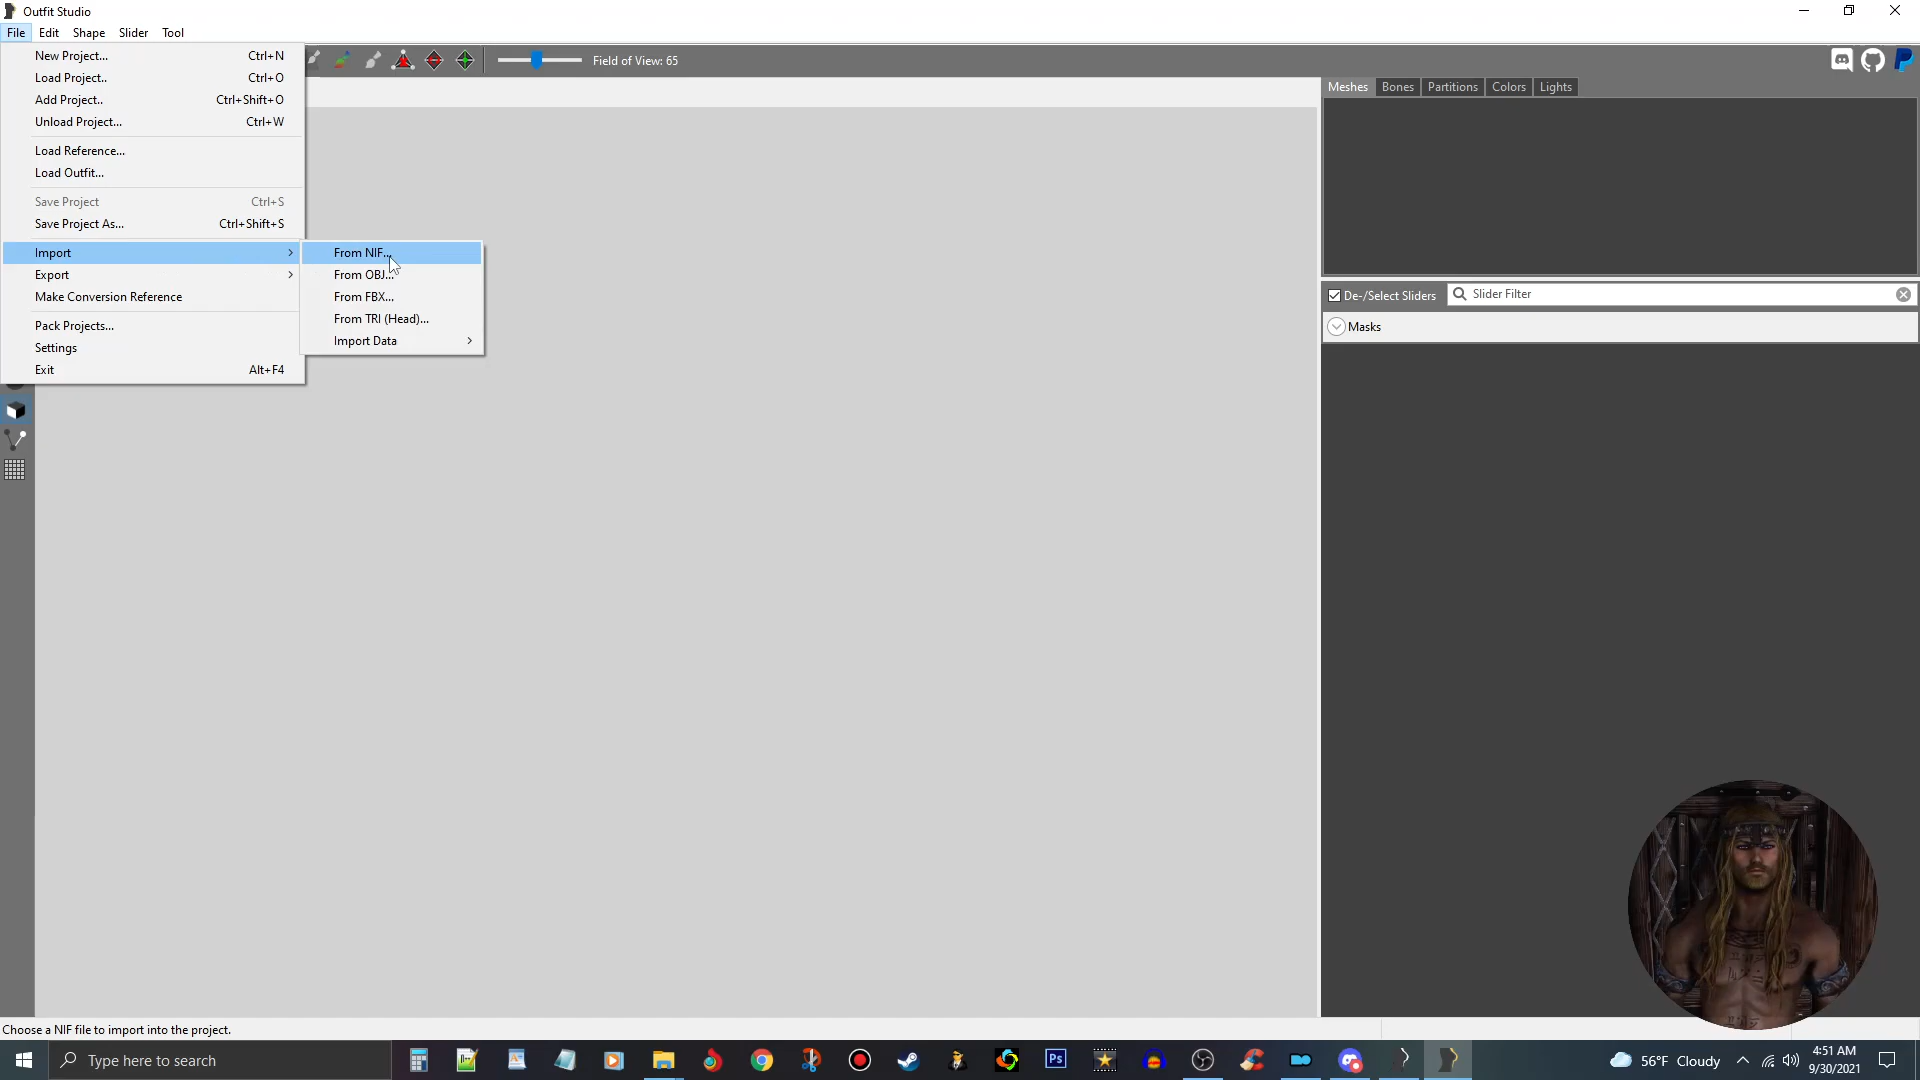 Outfit Studio
File Edit Shape Slider Tool
New Project... Ctrl+N
Load Project.. Ctrl+O
Add Project.. Ctrl+Shift+O
Unload Project... Ctrl+W
Load Reference...
Load Outfit...
Save Project Ctrl+S
Save Project As... Ctrl+Shift+S
Import
Export
Make Conversion Reference
Pack Projects...
Settings
Exit Alt+F4
From NIF...
From OBJ...
From FBX...
From TRI (Head)...
Import Data
Field of View: 65
Meshes Bones Partitions Colors Lights
De-/Select Sliders Slider Filter
Masks
Choose a NIF file to import into the project.
Type here to search
Ps
56°F Cloudy
4:51 AM
9/30/2021